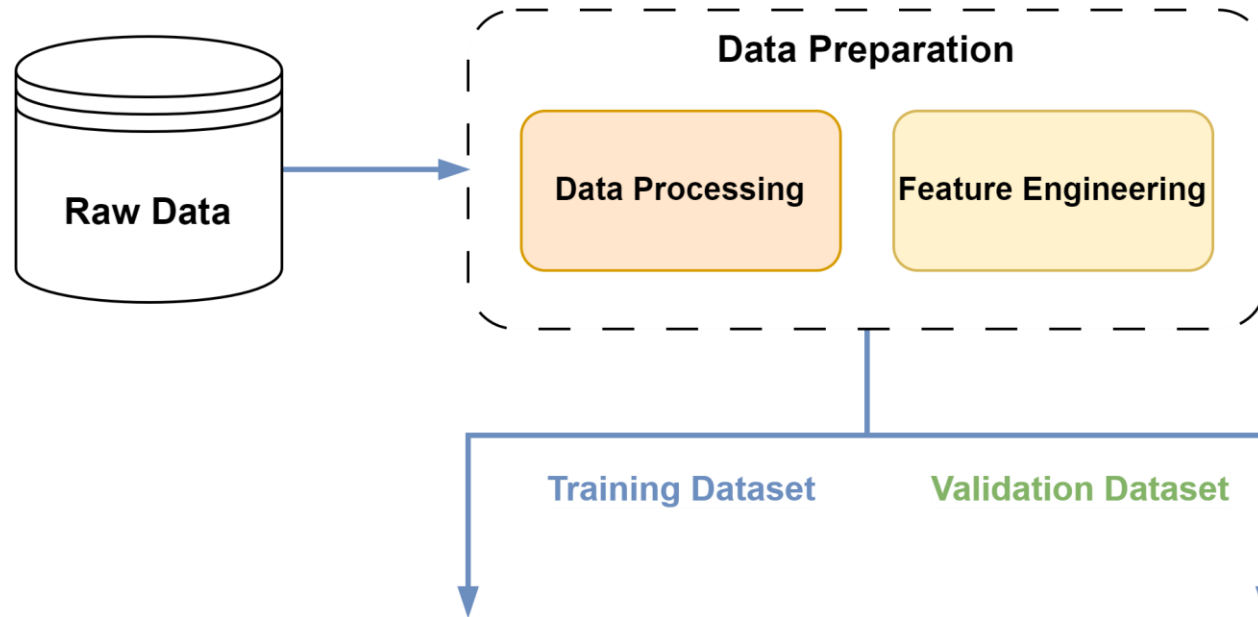 Data Preparation
Raw Data
Data Processing
Feature Engineering
Training Dataset
Validation Dataset